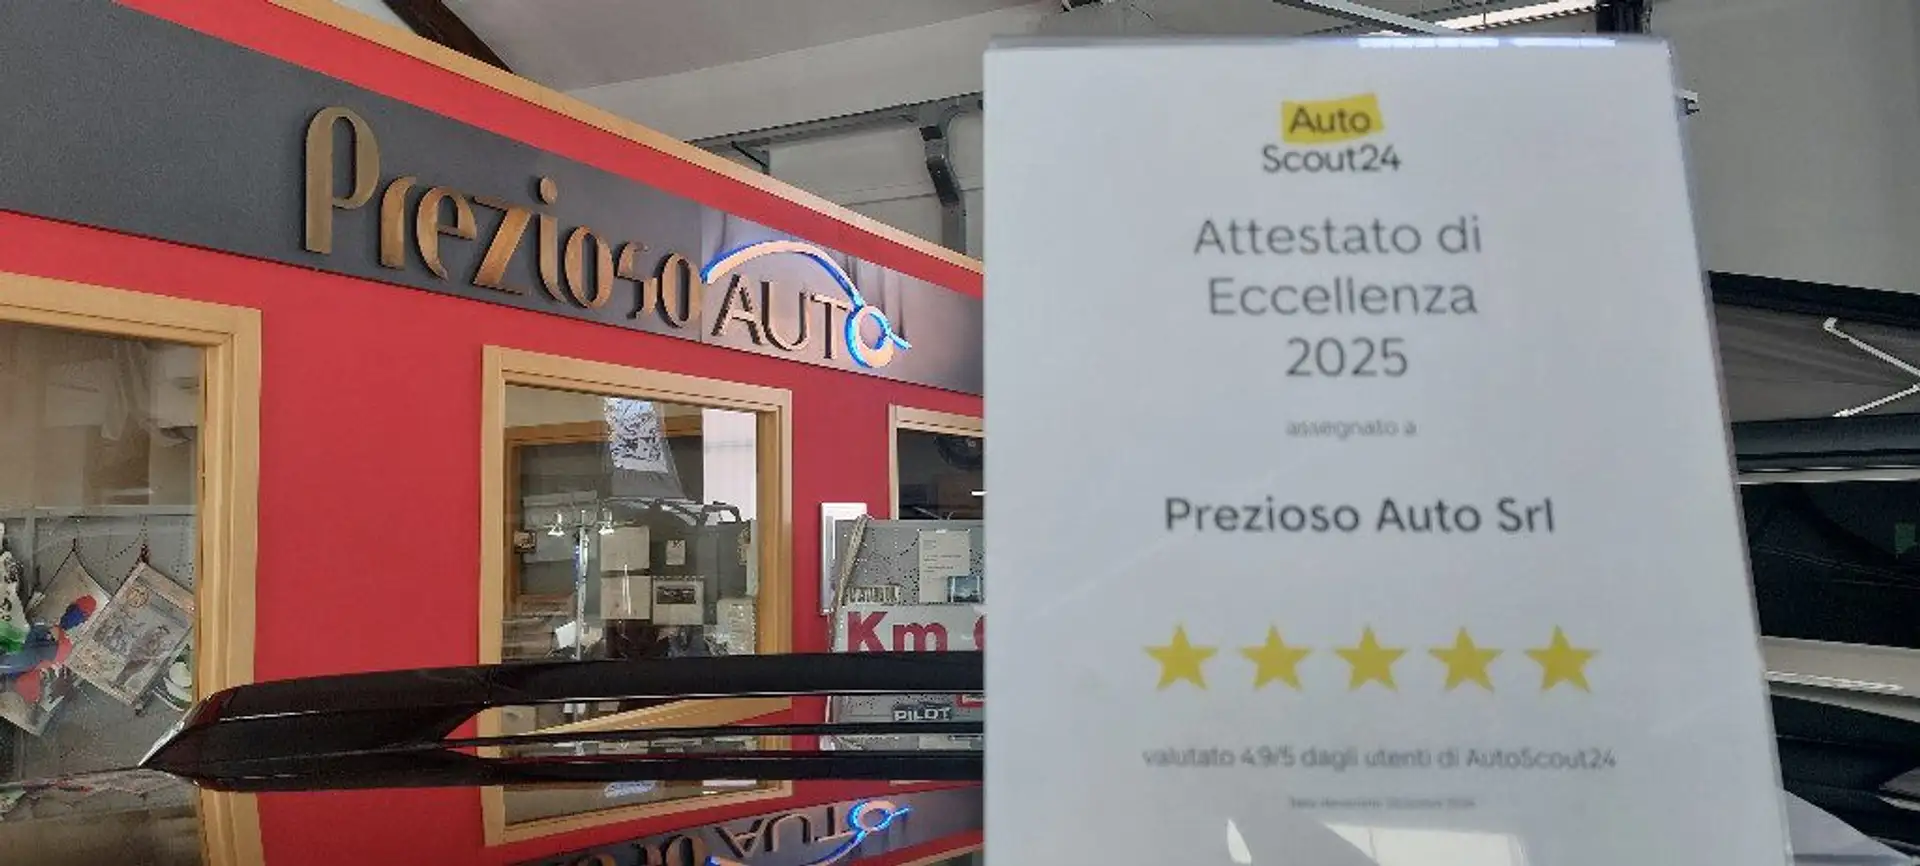 Prezioso AUTO
Km
PILOT
Auto
Scout24
Attestato di
Eccellenza
2025
assegnato a
Prezioso Auto Srl
valutato 4.9/5 dagli utenti di AutoScout24